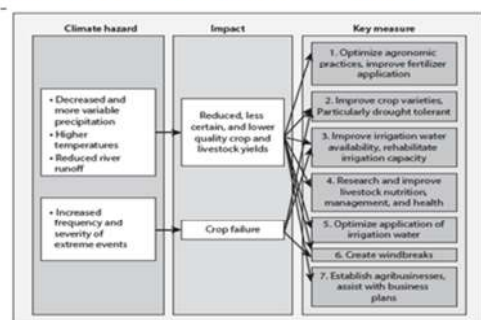 Climate hazard
Impact
Key measure
• Decreased and
more variable
precipitation
• Higher
temperatures
• Reduced river
runoff
• Increased
frequency and
severity of
extreme events
Reduced, less
certain, and lower
quality crop and
livestock yields
Crop failure
1. Optimize agronomic
practices, improve fertilizer
application
2. Improve crop varieties,
Particularly drought tolerant
3. Improve irrigation water
availability, rehabilitate
irrigation capacity
4. Research and improve
livestock nutrition,
management, and health
5. Optimize application of
irrigation water
6. Create windbreaks
7. Establish agribusinesses,
assist with business
plans